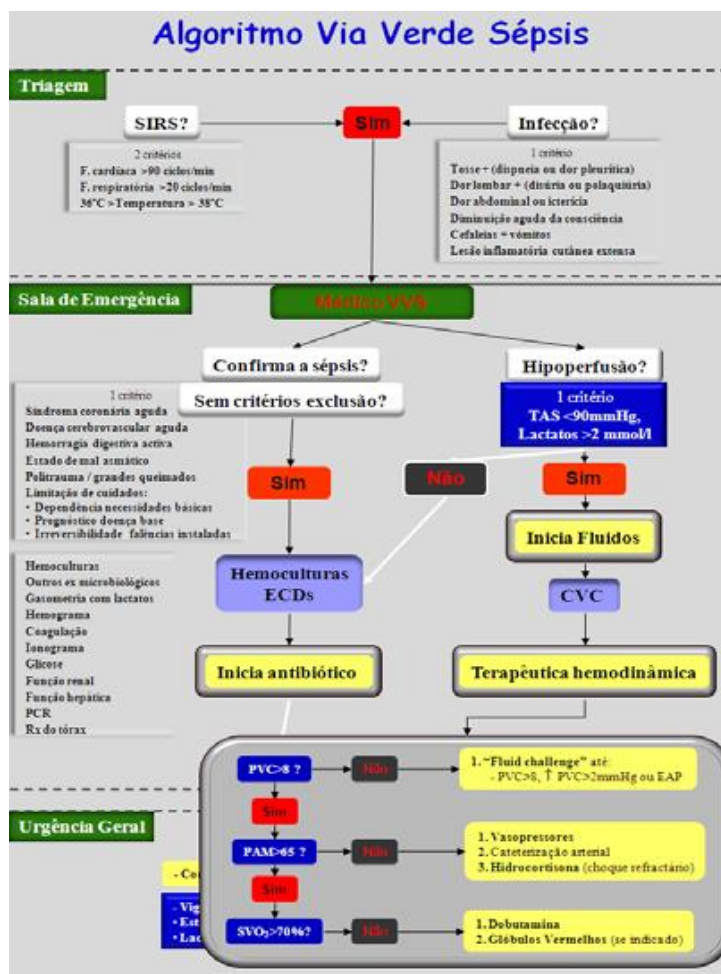 Algoritmo Via Verde Sépsis
Triagem
SIRS?
Sim
Infecção?
2 critérios
F. cardíaca >90 ciclos/min
F. respiratória >20 ciclos/min
36ºC >Temperatura > 38ºC
1 critério
Tosse + (dispneia ou dor pleurítica)
Dor lombar + (disúria ou polaquiúria)
Dor abdominal ou icterícia
Diminuição aguda da consciência
Cefaleias + vómitos
Lesão inflamatória cutânea extensa
Sala de Emergência
Médico VVS
Confirma a sépsis?
Sem critérios exclusão?
Hipoperfusão?
1 critério
TAS <90mmHg,
Lactatos >2 mmol/l
1 critério
Síndroma coronária aguda
Doença cerebrovascular aguda
Hemorragia digestiva activa
Estado de mal asmático
Politrauma / grandes queimados
Limitação de cuidados:
• Dependência necessidades básicas
• Prognóstico doença base
• Irreversibilidade falências instaladas
Sim
Não
Sim
Inicia Fluidos
Hemoculturas
ECDs
CVC
Hemoculturas
Outros ex microbiológicos
Gasometria com lactatos
Hemograma
Coagulação
Ionograma
Glicose
Função renal
Função hepática
PCR
Rx do tórax
Inicia antibiótico
Terapêutica hemodinâmica
PVC>8 ?
Não
1. “Fluid challenge” até:
- PVC>8, ↑ PVC>2mmHg ou EAP
Sim
Urgência Geral
PAM>65 ?
Não
1. Vasopressores
2. Cateterização arterial
3. Hidrocortisona (choque refractário)
Sim
SVO₂>70%?
Não
1. Dobutamina
2. Glóbulos Vermelhos (se indicado)